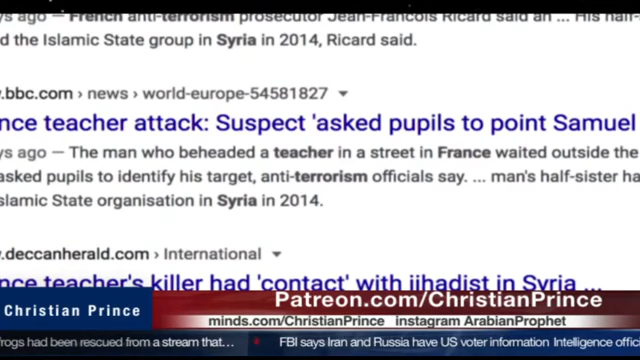 ys ago — French anti-terrorism prosecutor Jean-Francois Ricard said an ... His half-
d the Islamic State group in Syria in 2014, Ricard said.
w.bbc.com › news › world-europe-54581827
nce teacher attack: Suspect 'asked pupils to point Samuel
ys ago — The man who beheaded a teacher in a street in France waited outside the
asked pupils to identify his target, anti-terrorism officials say. ... man's half-sister ha
slamic State organisation in Syria in 2014.
w.deccanherald.com › International
nce teacher's killer had 'contact' with jihadist in Syria ...
Christian Prince
Patreon.com/ChristianPrince
minds.com/ChristianPrince instagram ArabianProphet
frogs had been rescued from a stream that... * FBI says Iran and Russia have US voter information Intelligence offic